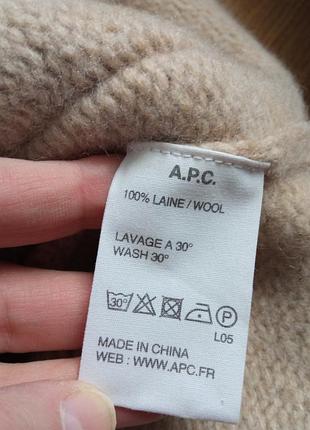 A.P.C.
100% LAINE / WOOL
LAVAGE A 30°
WASH 30°
30° P
L05
MADE IN CHINA
WEB : WWW.APC.FR